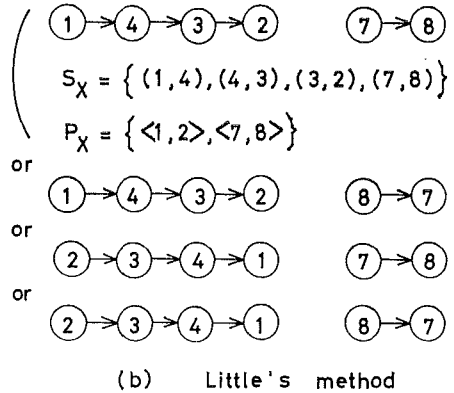 1 4 3 2 7 8
S_X = {(1,4),(4,3),(3,2),(7,8)}
P_X = {<1,2>,<7,8>}
or
1 4 3 2 8 7
or
2 3 4 1 7 8
or
2 3 4 1 8 7
(b) Little's method